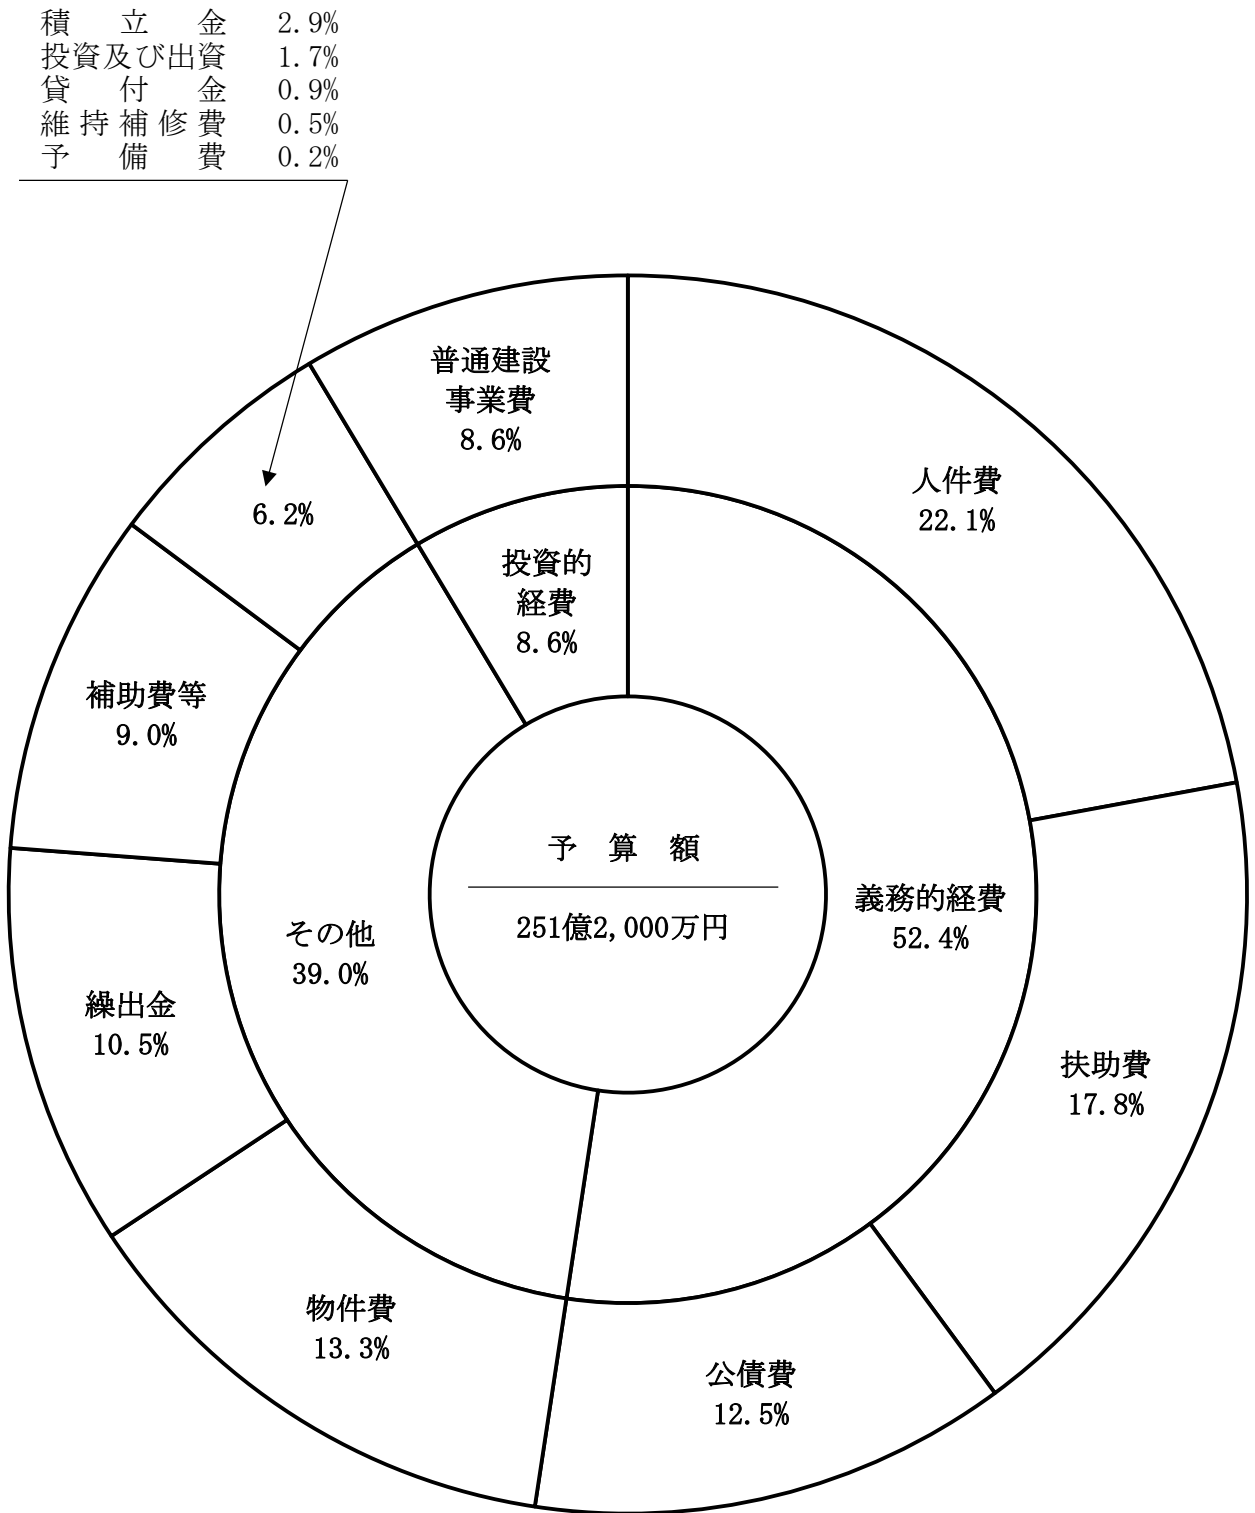 積立金 2.9%
投資及び出資 1.7%
貸付金 0.9%
維持補修費 0.5%
予備費 0.2%
普通建設
事業費
8.6%
人件費
22.1%
6.2%
投資的
経費
8.6%
補助費等
9.0%
予算額
251億2,000万円
義務的経費
52.4%
その他
39.0%
繰出金
10.5%
扶助費
17.8%
物件費
13.3%
公債費
12.5%